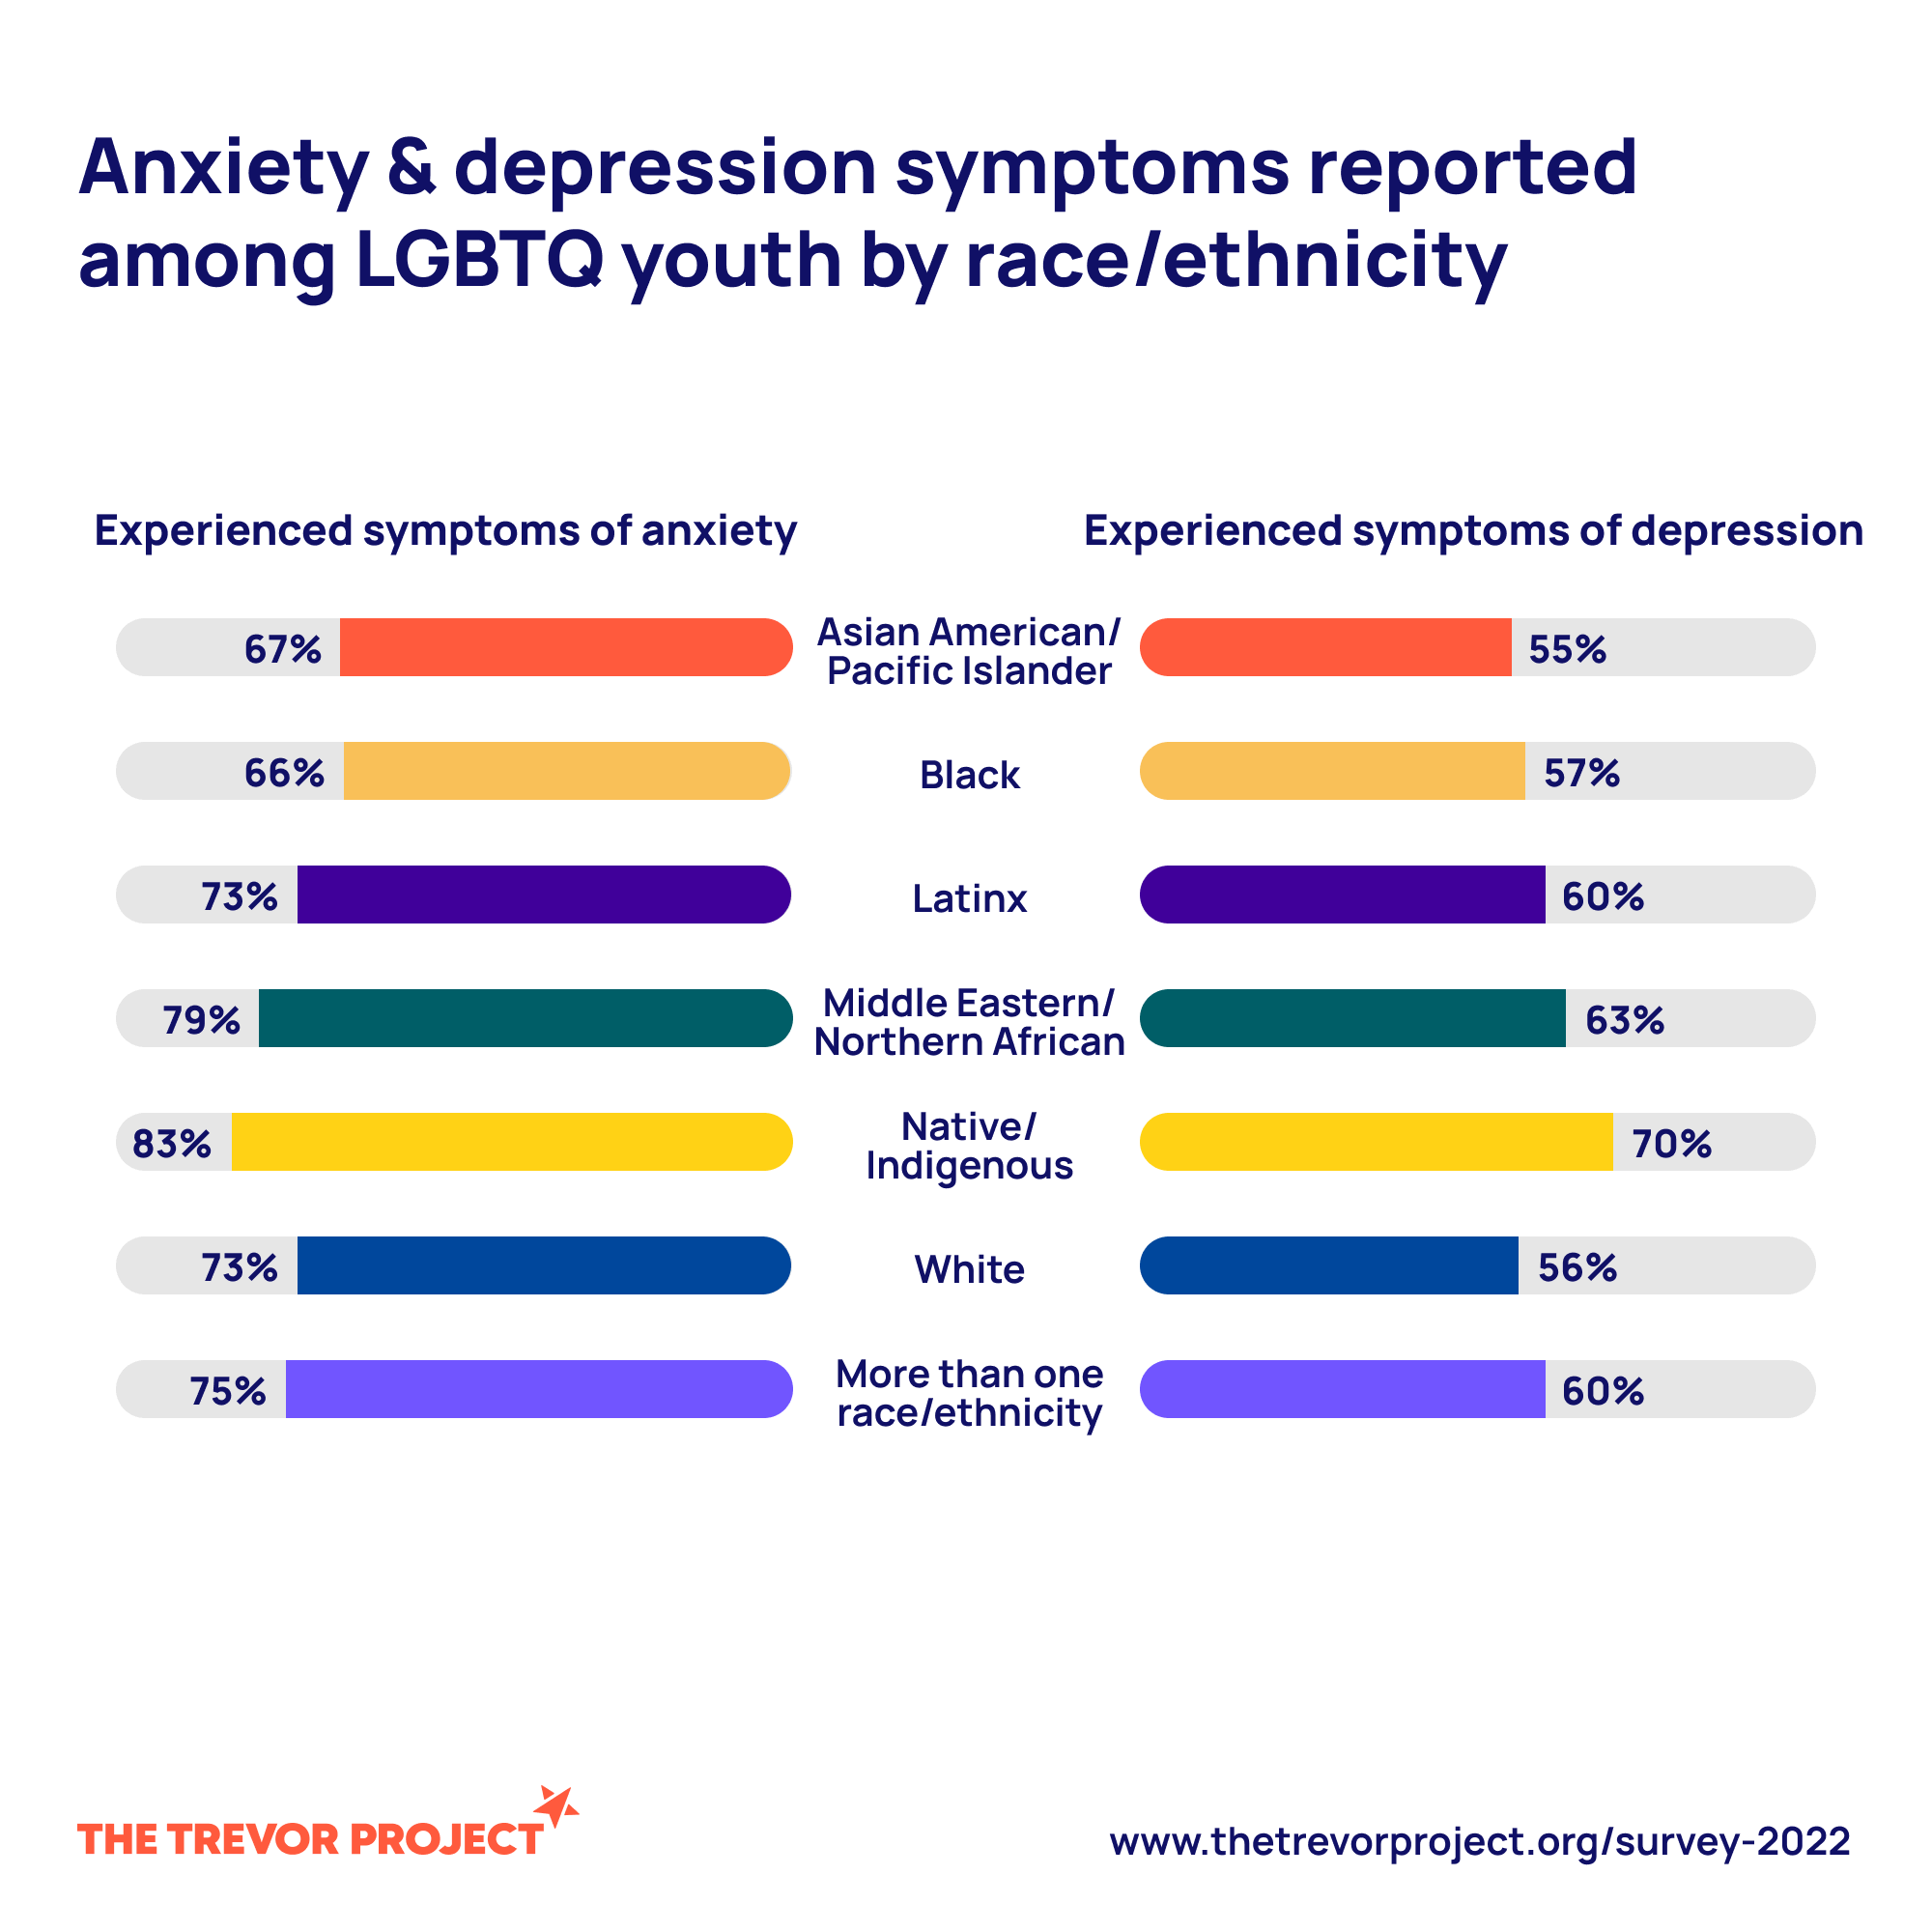 Anxiety & depression symptoms reported
among LGBTQ youth by race/ethnicity
Experienced symptoms of anxiety
Experienced symptoms of depression
67%
Asian American/
Pacific Islander
55%
66%
Black
57%
73%
Latinx
60%
79%
Middle Eastern/
Northern African
63%
83%
Native/
Indigenous
70%
73%
White
56%
75%
More than one
race/ethnicity
60%
THE TREVOR PROJECT
www.thetrevorproject.org/survey-2022